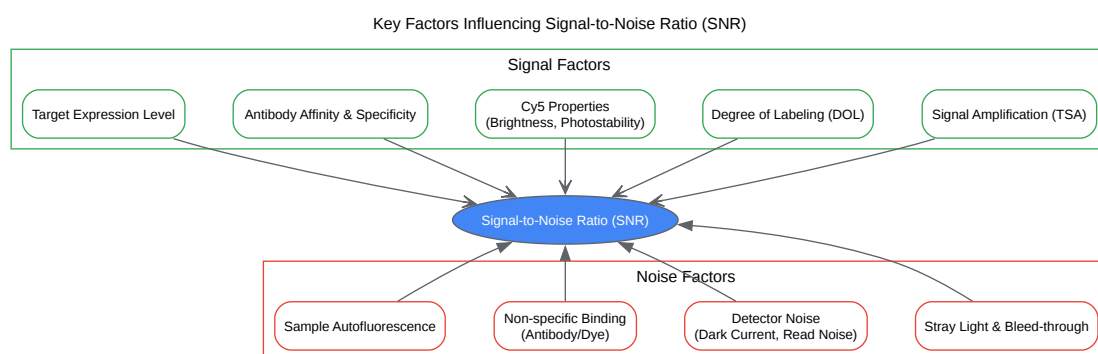 Key Factors Influencing Signal-to-Noise Ratio (SNR)
Signal Factors
Target Expression Level
Antibody Affinity & Specificity
Cy5 Properties
(Brightness, Photostability)
Degree of Labeling (DOL)
Signal Amplification (TSA)
Signal-to-Noise Ratio (SNR)
Noise Factors
Sample Autofluorescence
Non-specific Binding
(Antibody/Dye)
Detector Noise
(Dark Current, Read Noise)
Stray Light & Bleed-through